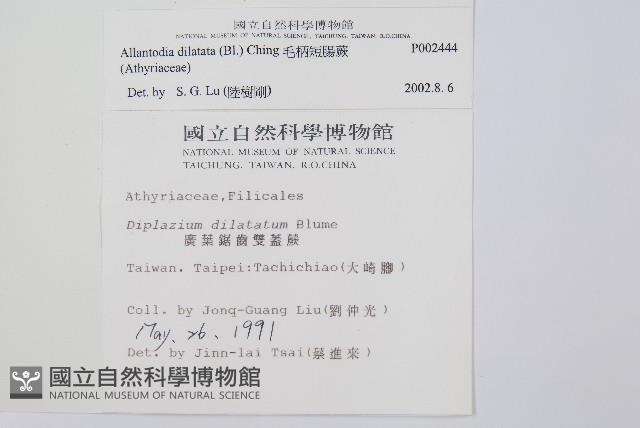 國立自然科學博物館
NATIONAL MUSEUM OF NATURAL SCIENCE, TAICHUNG, TAIWAN, R.O.CHINA
Allantodia dilatata (Bl.) Ching 毛柄短腸蕨 P002444
(Athyriaceae)
Det. by S. G. Lu (陸樹剛) 2002.8. 6
國立自然科學博物館
NATIONAL MUSEUM OF NATURAL SCIENCE
TAICHUNG, TAIWAN, R.O.CHINA
Athyriaceae,Filicales
Diplazium dilatatum Blume
廣葉鋸齒雙蓋蕨
Taiwan. Taipei:Tachichiao(大崎腳)
Coll. by Jonq-Guang Liu(劉仲光)
May, 26, 1991
Det. by Jinn-lai Tsai(蔡進來)
國立自然科學博物館
NATIONAL MUSEUM OF NATURAL SCIENCE